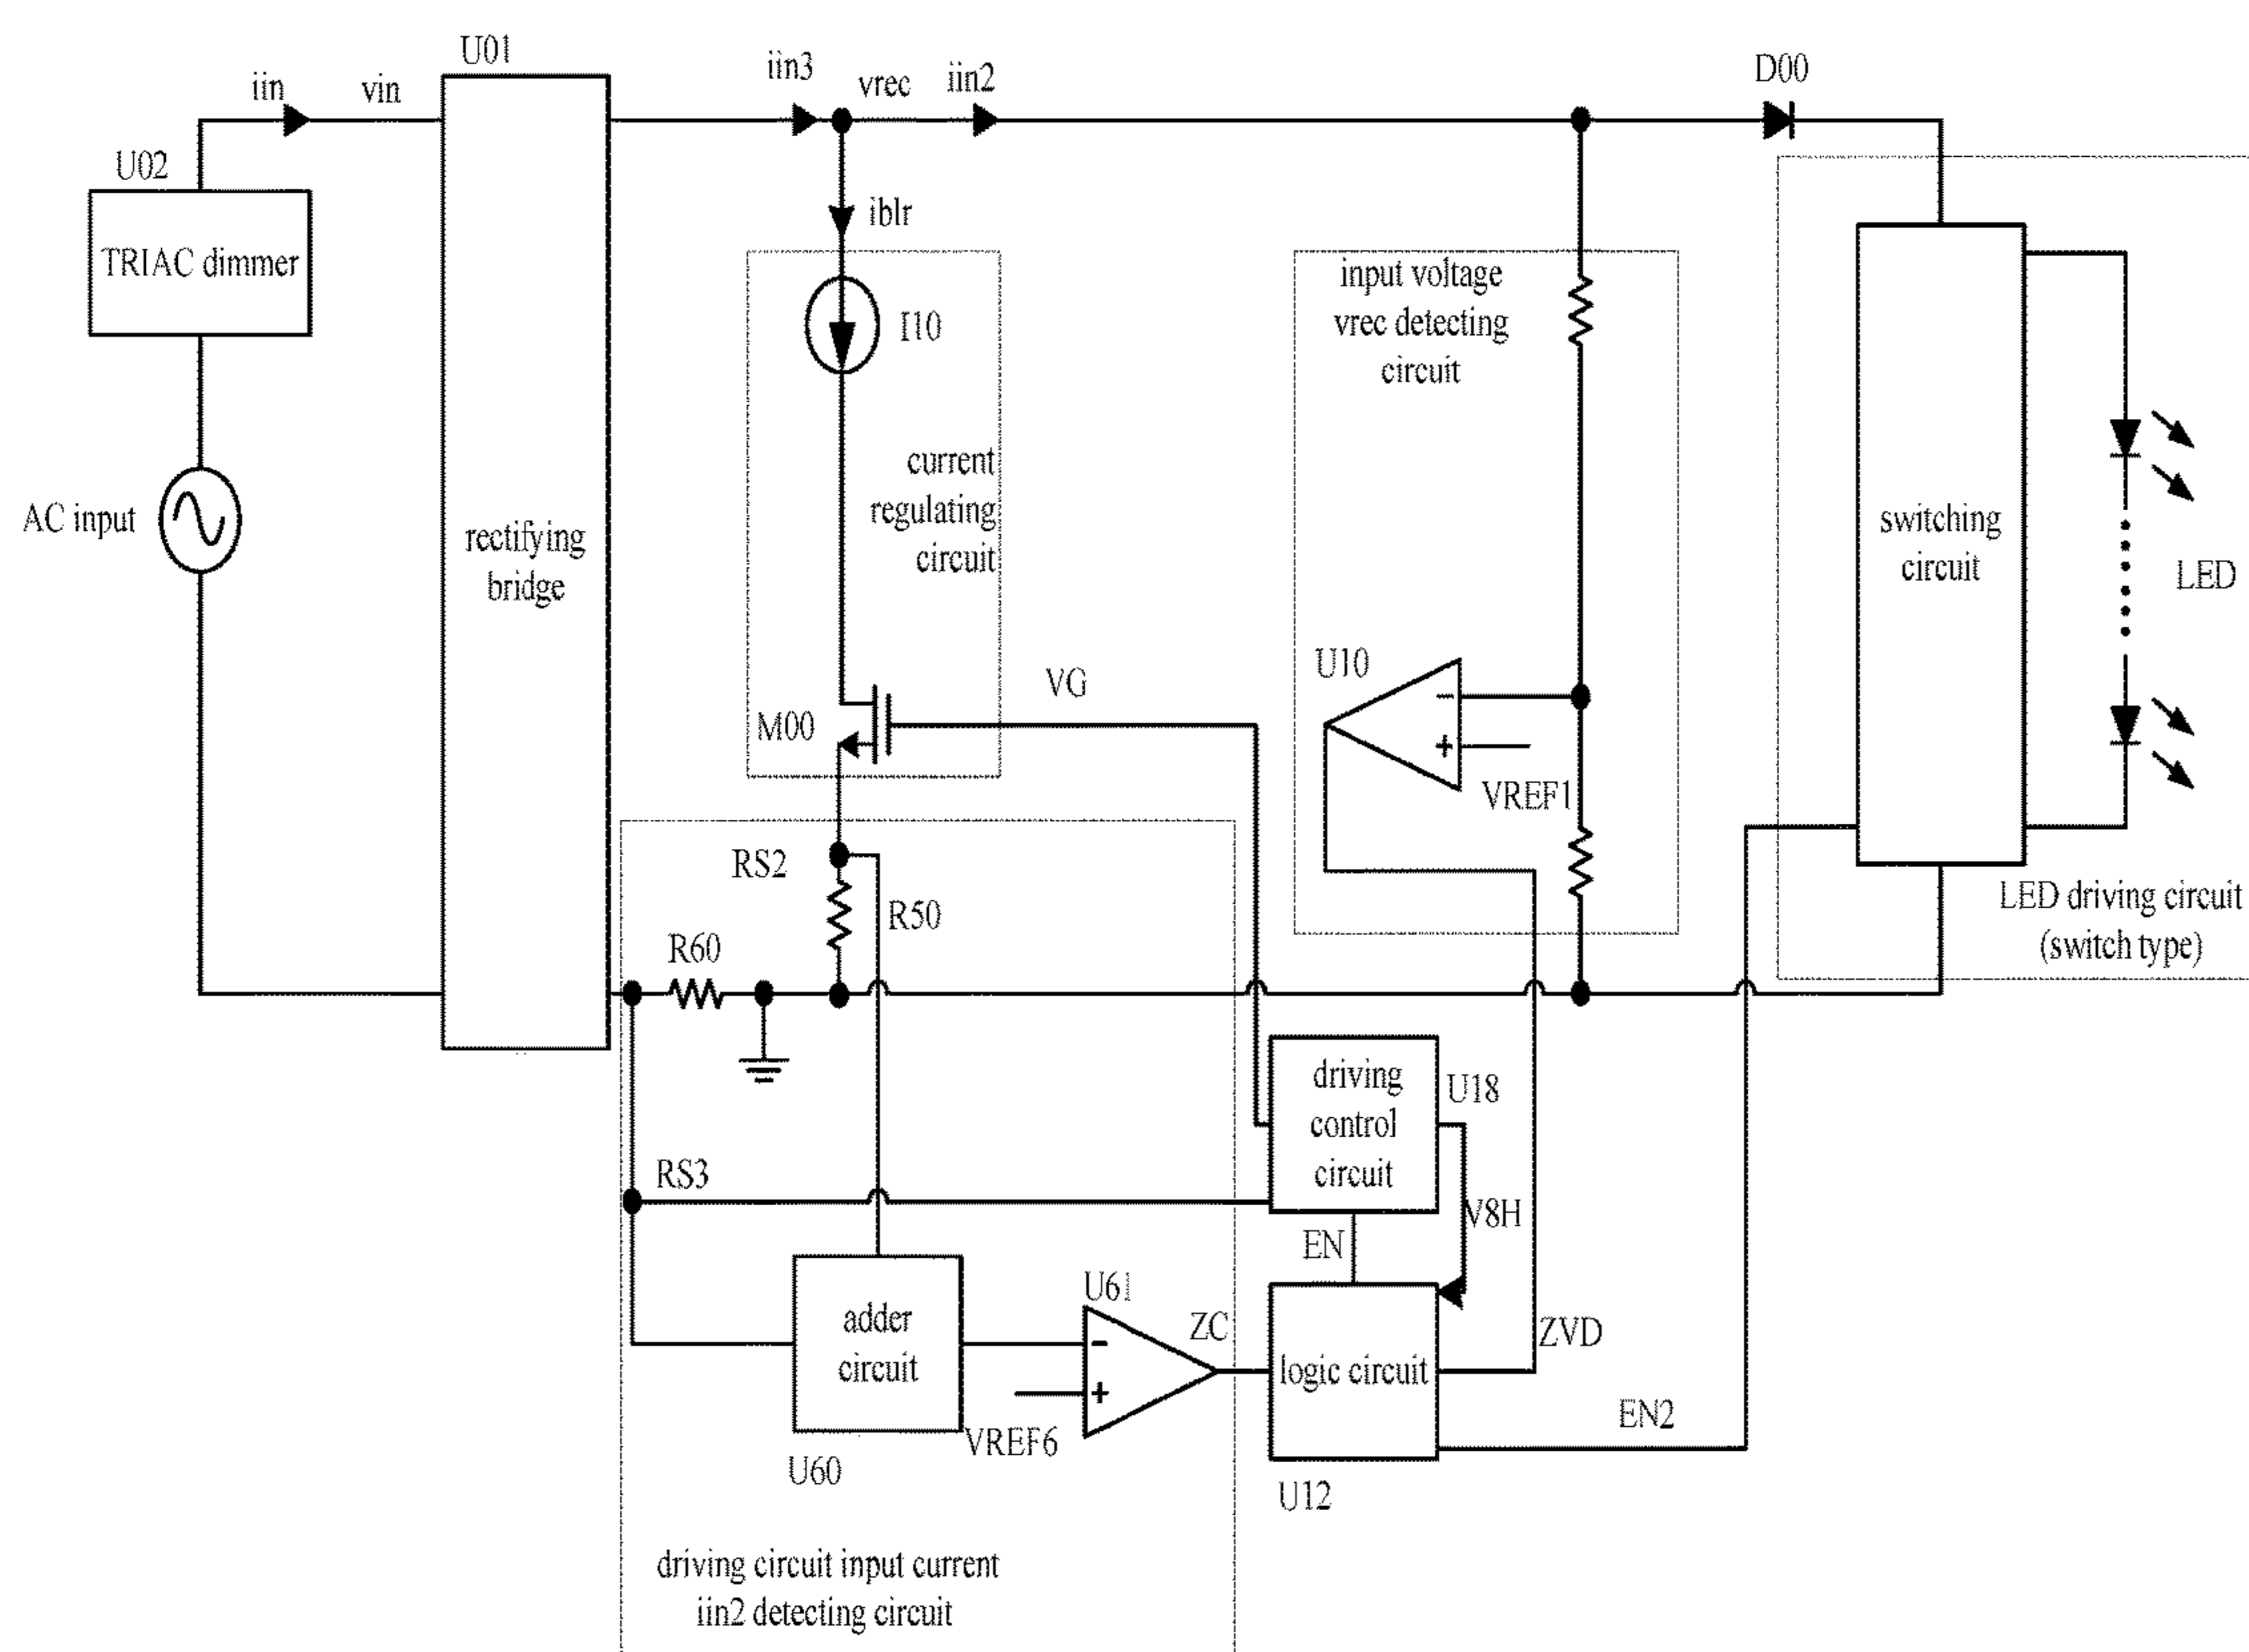 U01
iin
vin
iin3
vrec
iin2
D00
U02
TRIAC dimmer
iblr
I10
input voltage
vrec detecting
circuit
current
regulating
circuit
AC input
rectifying
bridge
switching
circuit
LED
U10
-
+
VREF1
VG
M00
RS2
R50
R60
LED driving circuit
(switch type)
driving
control
circuit
U18
V8H
RS3
EN
U61
ZC
adder
circuit
-
+
VREF6
U60
logic circuit
ZVD
EN2
U12
driving circuit input current
iin2 detecting circuit